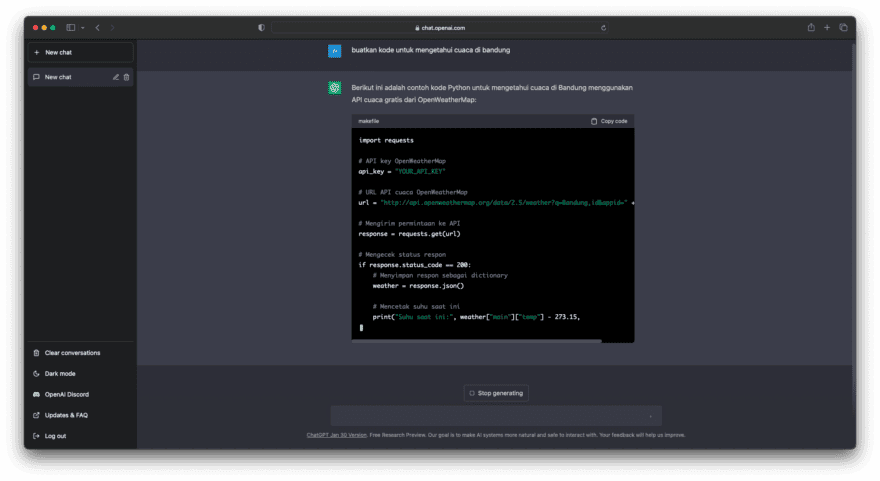 chat.openai.com
New chat
New chat
buatkan kode untuk mengetahui cuaca di bandung
Berikut ini adalah contoh kode Python untuk mengetahui cuaca di Bandung menggunakan
API cuaca gratis dari OpenWeatherMap:
makefile
Copy code
import requests
# API key OpenWeatherMap
api_key = "YOUR_API_KEY"
# URL API cuaca OpenWeatherMap
url = "http://api.openweathermap.org/data/2.5/weather?q=Bandung,id&appid=" +
# Mengirim permintaan ke API
response = requests.get(url)
# Mengecek status respon
if response.status_code == 200:
# Menyimpan respon sebagai dictionary
weather = response.json()
# Mencetak suhu saat ini
print("Suhu saat ini:", weather["main"]["temp"] - 273.15,
Clear conversations
Dark mode
OpenAI Discord
Updates & FAQ
Log out
Stop generating
ChatGPT Jan 30 Version. Free Research Preview. Our goal is to make AI systems more natural and safe to interact with. Your feedback will help us improve.